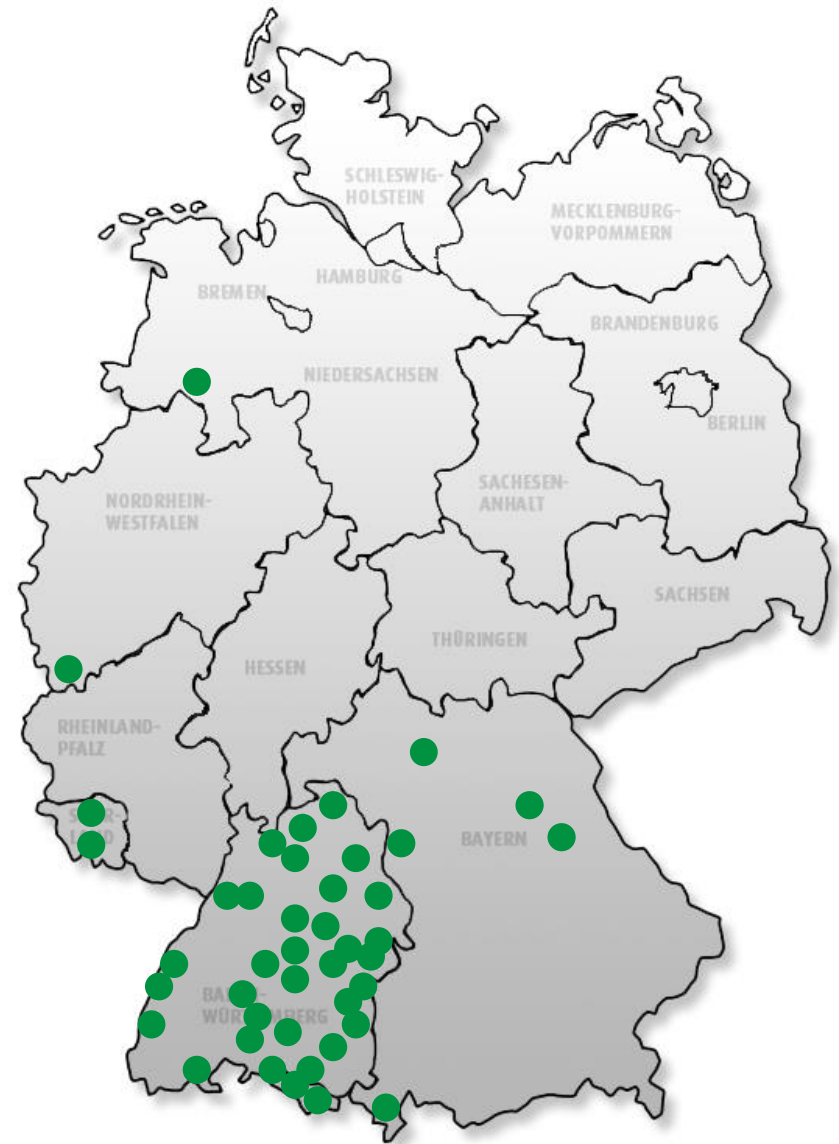 SCHLESWIG-
HOLSTEIN
MECKLENBURG-
VORPOMMERN
HAMBURG
BREMEN
BRANDENBURG
NIEDERSACHSEN
BERLIN
SACHESEN-
ANHALT
NORDRHEIN-
WESTFALEN
SACHSEN
THÜRINGEN
HESSEN
RHEINLAND-
PFALZ
BAYERN